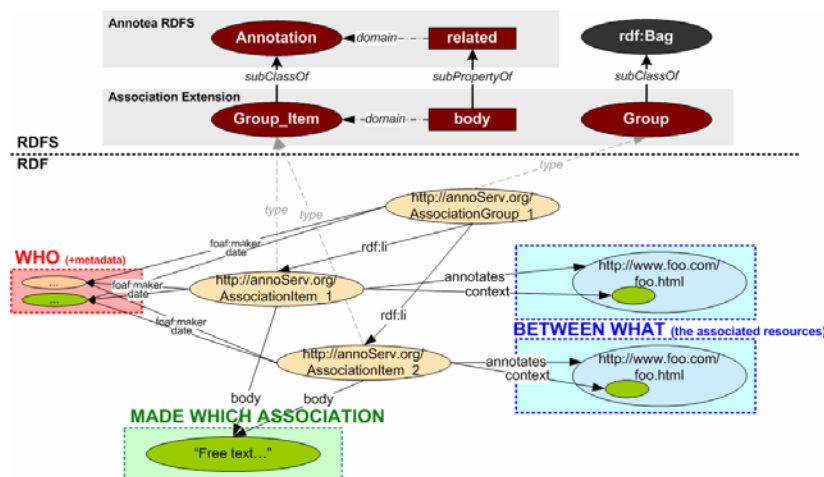 Annotea RDFS
Annotation
domain
related
rdf:Bag
subClassOf
subPropertyOf
subClassOf
Association Extension
Group_Item
domain
body
Group
RDFS
RDF
type
type
type
http://annoServ.org/
AssociationGroup_1
foaf:maker
date
rdf:li
WHO (+metadata)
...
...
foaf:maker
date
http://annoServ.org/
AssociationItem_1
annotates
context
http://www.foo.com/
foo.html
foaf:maker
date
rdf:li
BETWEEN WHAT (the associated resources)
http://annoServ.org/
AssociationItem_2
annotates
context
http://www.foo.com/
foo.html
body
body
MADE WHICH ASSOCIATION
“Free text…”